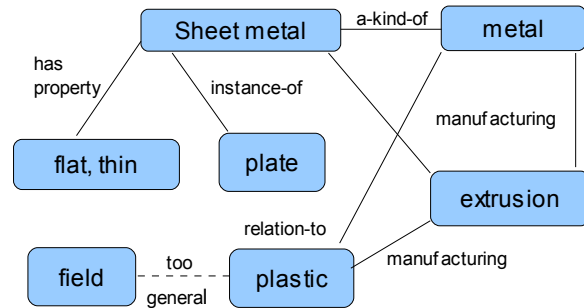 Sheet metal
a-kind-of
metal
has
property
instance-of
manufacturing
flat, thin
plate
extrusion
relation-to
manufacturing
field
too
general
plastic